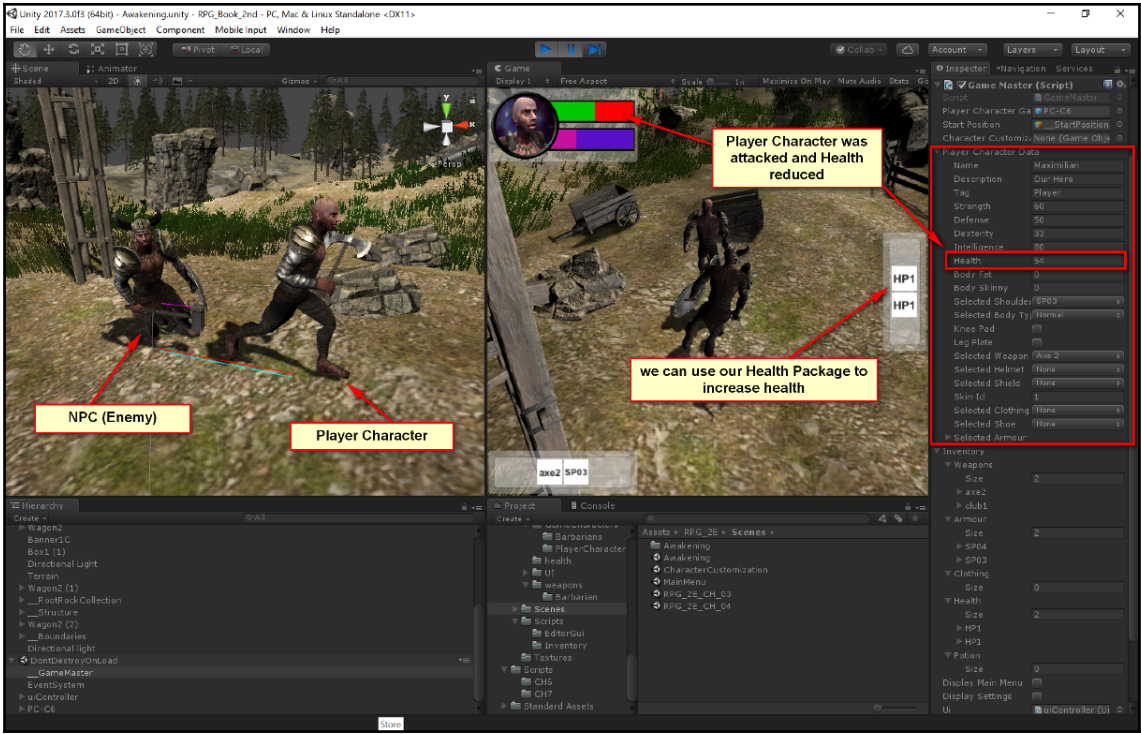 Unity 2017.3.0f3 (64bit) - Awakening.unity - RPG_Book_2nd - PC, Mac & Linux Standalone <DX11>
File Edit Assets GameObject Component Mobile Input Window Help
Pivot Local Collab Account Layers Layout
Scene Animator
Shaded 2D Gizmos All
Persp
y
x
Game
Display 1 Free Aspect Scale 1x Maximize On Play Mute Audio Stats Giz
Player Character was
attacked and Health
reduced
HP1
HP1
we can use our Health Package to
increase health
NPC (Enemy)
Player Character
axe2 SP03
Inspector Navigation Services
Game Master (Script)
Script GameMaster
Player Character Ga PC-C6
Start Position __StartPosition
Character Customiz None (Game Obje
Player Character Data
Name Maximilian
Description Our Hero
Tag Player
Strength 60
Defense 50
Dexterity 33
Intelligence 80
Health 54
Body Fat 0
Body Skinny 0
Selected Shoulder SP03
Selected Body Typ Normal
Knee Pad
Leg Plate
Selected Weapon Axe 2
Selected Helmet None
Selected Shield None
Skin Id 1
Selected Clothing None
Selected Shoe None
Selected Armour
Inventory
Weapons
Size 2
axe2
club1
Armour
Size 2
SP04
SP03
Clothing
Size 0
Health
Size 2
HP1
HP1
Potion
Size 0
Display Main Menu
Display Settings
Ui uiController (Ui
Hierarchy
Create All
Wagon2
Banner1C
Box1 (1)
Directional Light
Terrain
Wagon2 (1)
__RootRockCollection
__Structure
Wagon2 (2)
__Boundaries
Directional light
DontDestroyOnLoad
__GameMaster
EventSystem
uiController
PC-C6
Project Console
Create
GameCharacters
Barbarians
PlayerCharacter
health
UI
weapons
Barbarian
Scenes
Scripts
EditorGui
Inventory
Textures
Scripts
CH6
CH7
Standard Assets
Assets RPG_2E Scenes
Awakening
Awakening
CharacterCustomization
MainMenu
RPG_2E_CH_03
RPG_2E_CH_04
Store